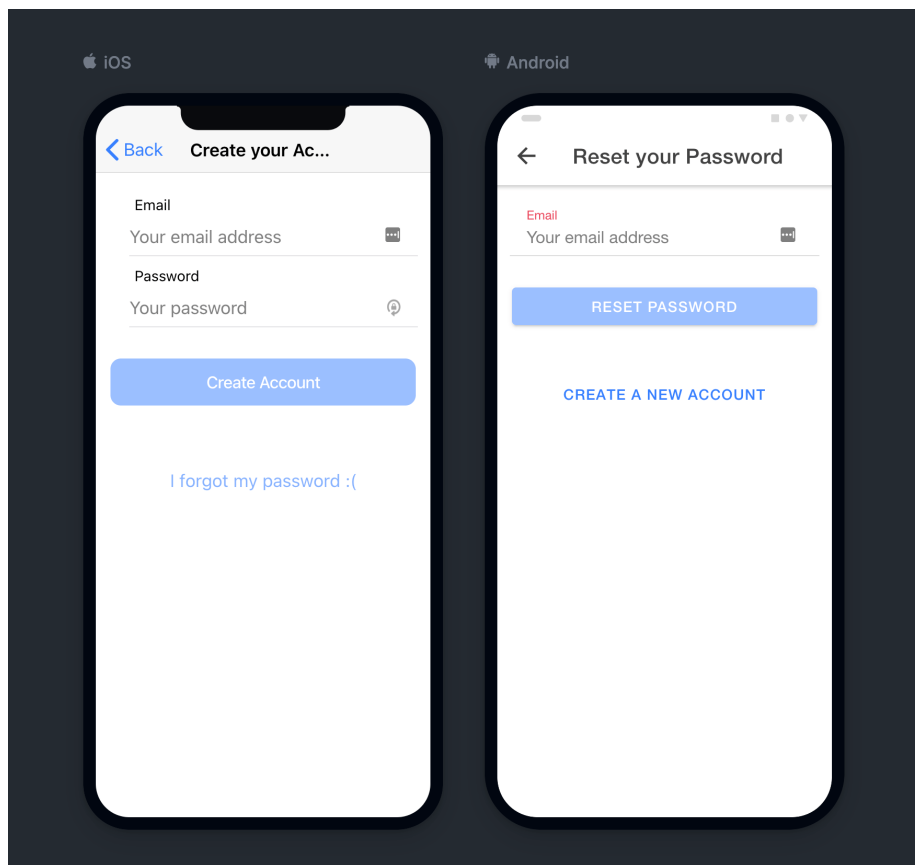 iOS
Back
Create your Ac...
Email
Your email address
Password
Your password
Create Account
I forgot my password :(
Android
Reset your Password
Email
Your email address
RESET PASSWORD
CREATE A NEW ACCOUNT